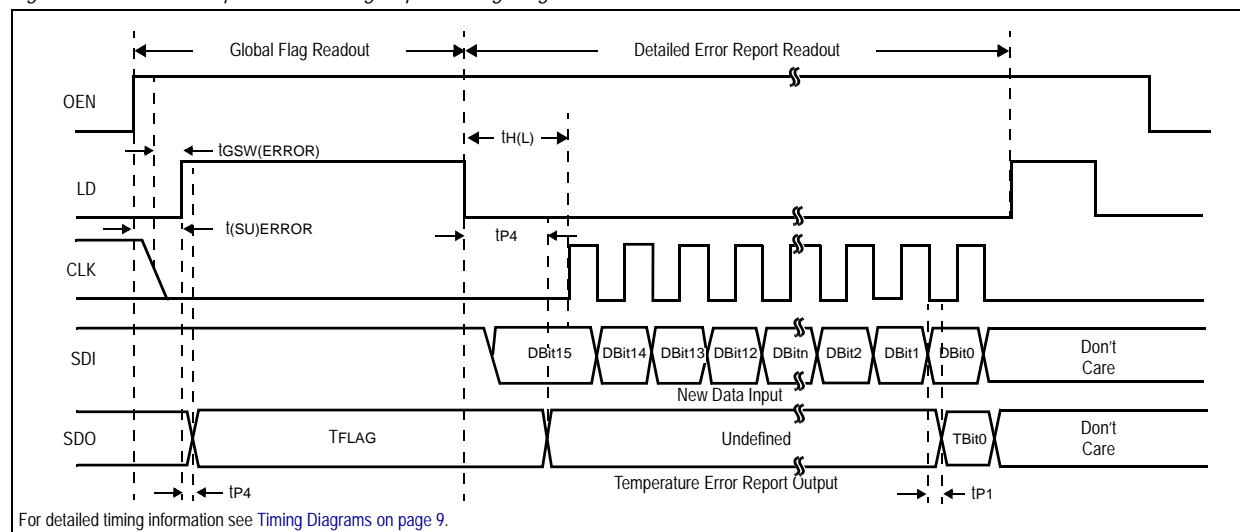 Global Flag Readout
Detailed Error Report Readout
OEN
tH(L)
tGSW(ERROR)
LD
t(SU)ERROR
tP4
CLK
SDI
DBit15
DBit14
DBit13
DBit12
DBitn
DBit2
DBit1
DBit0
Don't
Care
New Data Input
SDO
TFLAG
Undefined
TBit0
Don't
Care
Temperature Error Report Output
tP4
tP1
For detailed timing information see Timing Diagrams on page 9.